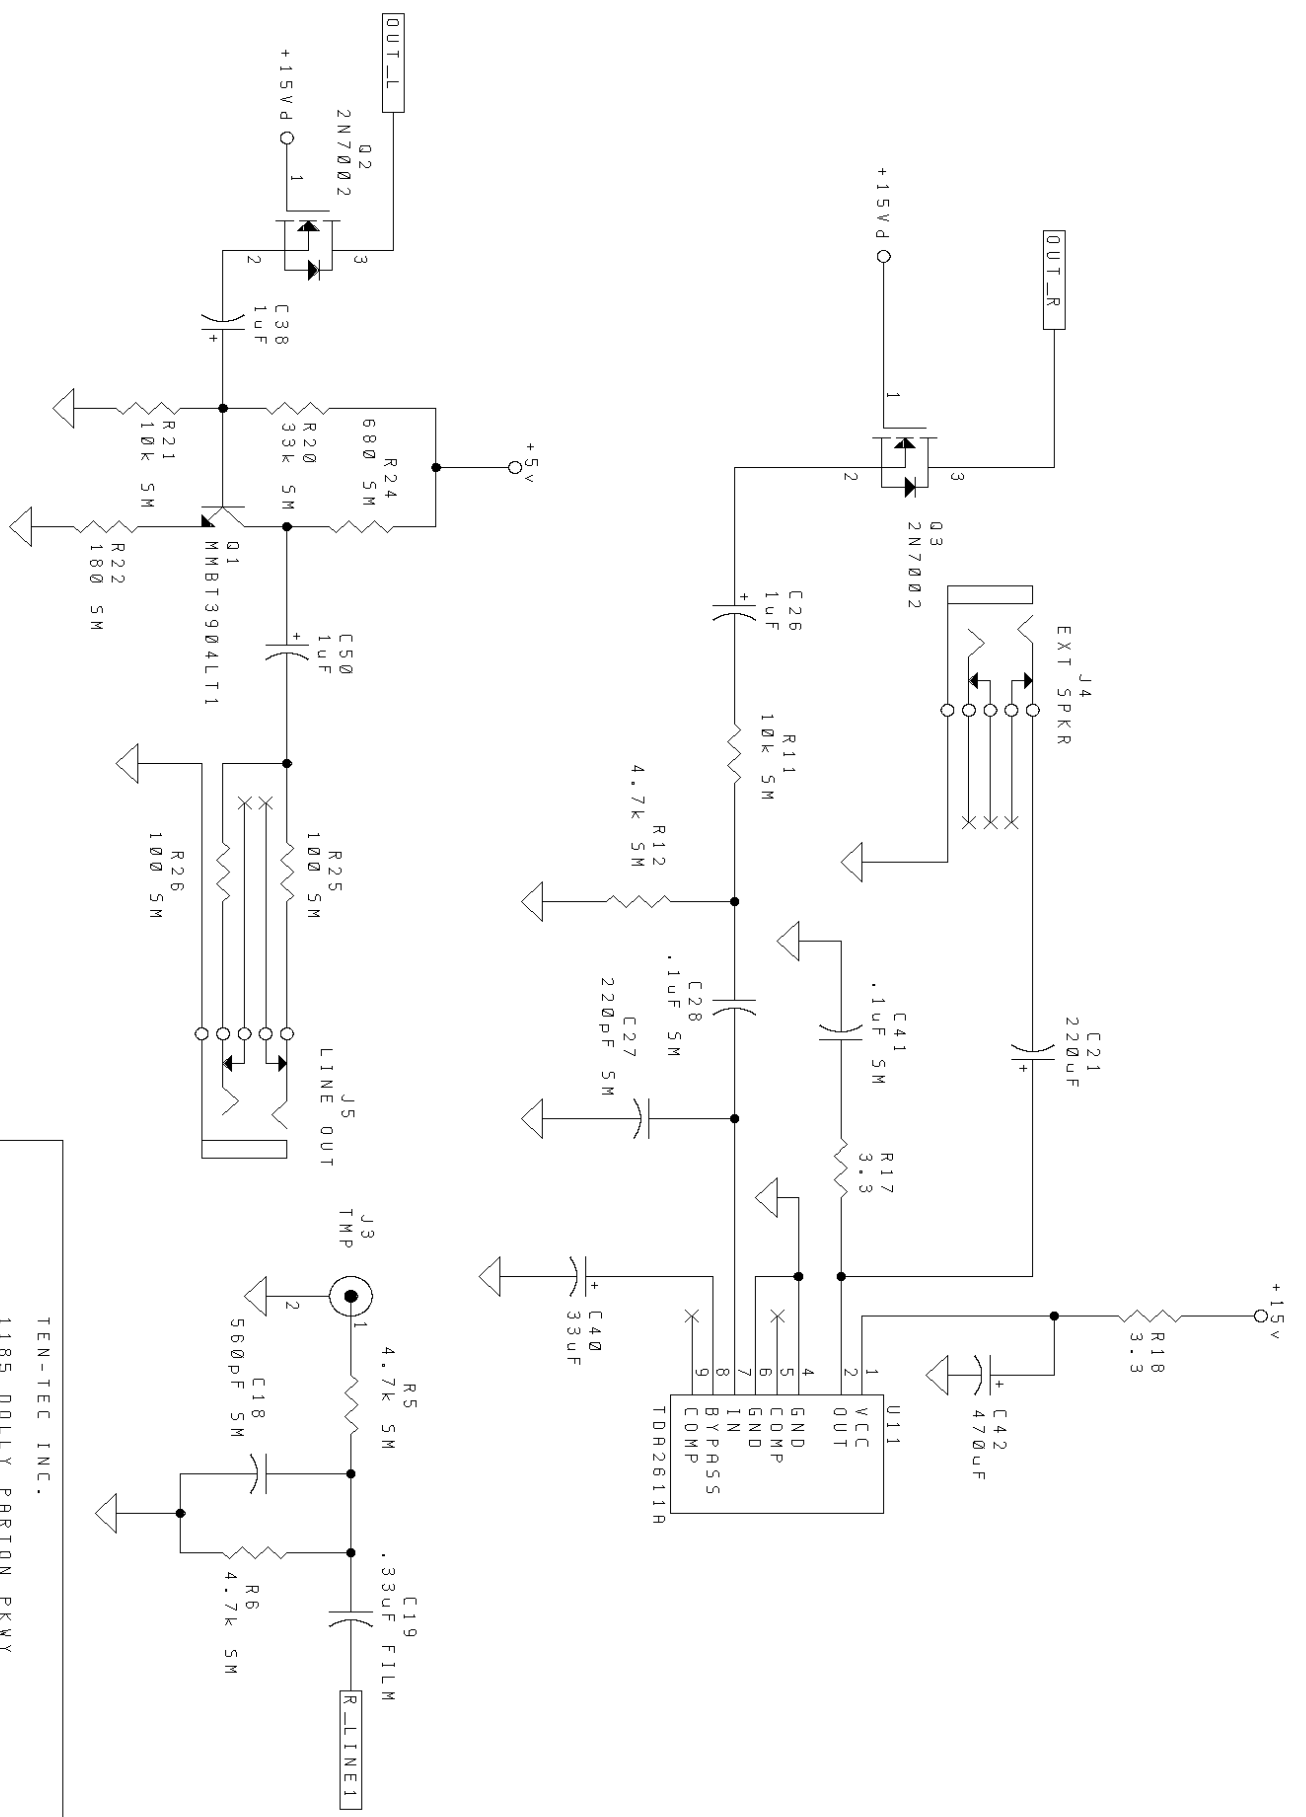 +15v
R18
3.3
C42
470uF
OUT_R
+15Vd
1
2
3
Q3
2N7002
J4
EXT SPKR
C21
220uF
C26
1uF
R11
10k SM
R12
4.7k SM
C41
.1uF SM
R17
3.3
C28
.1uF SM
C27
220pF SM
C40
33uF
U11
1 VCC
2 OUT
4 GND
5 COMP
6
7 GND
8 IN
9 BYPASS
COMP
TDA2611A
OUT_L
+15Vd
Q2
2N7002
1
2
3
C38
1uF
+5v
R24
680 SM
R20
33k SM
R21
10k SM
Q1
MMBT3904LT1
R22
180 SM
C50
1uF
R25
100 SM
R26
100 SM
J5
LINE OUT
J3
TMP
1
2
R5
4.7k SM
C18
560pF SM
R6
4.7k SM
C19
.33uF FILM
R_LINE1
TEN-TEC INC.
1185 DOLLY PARTON PKWY